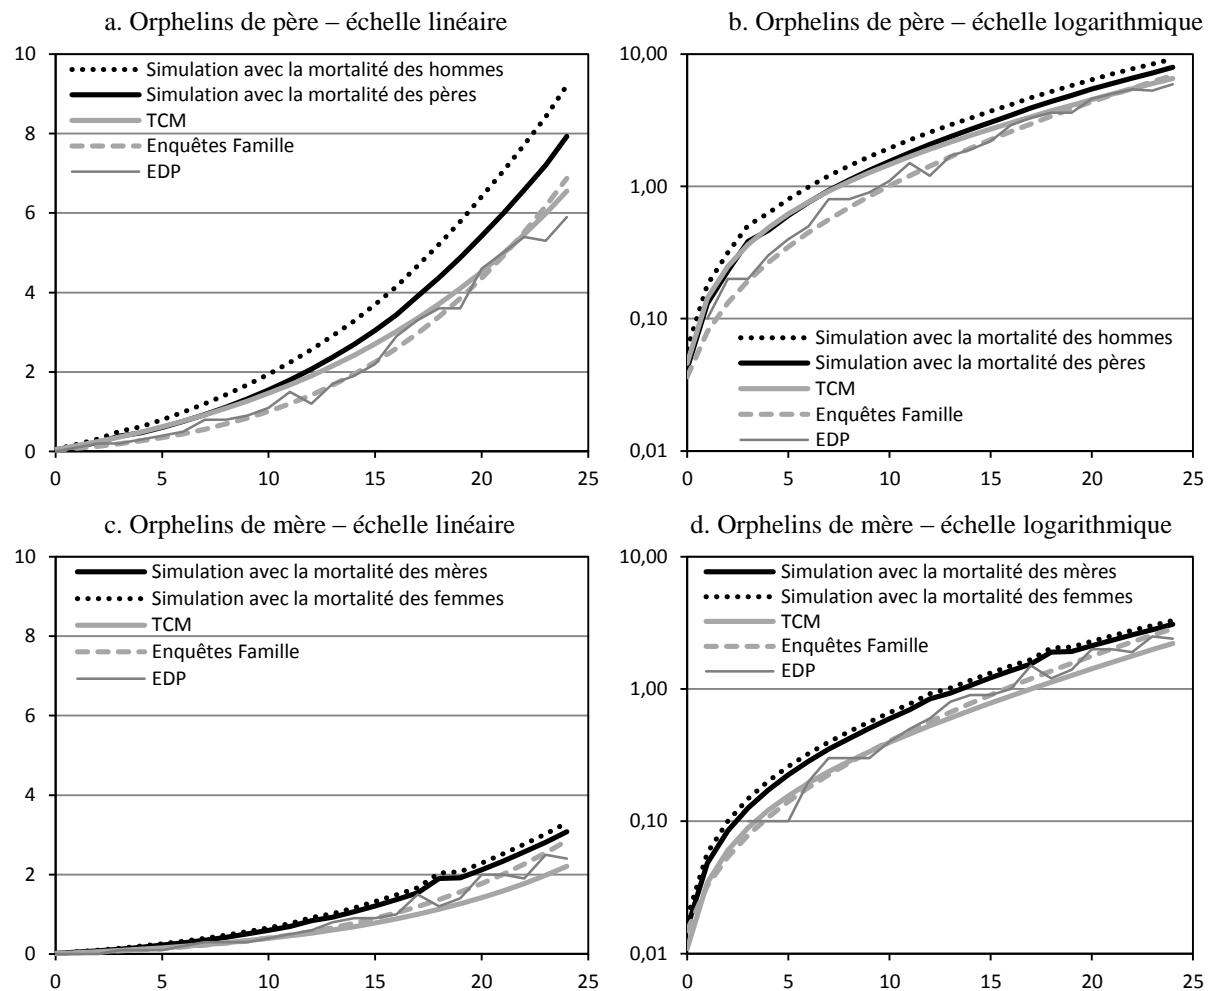 a. Orphelins de père – échelle linéaire
10
8
6
4
2
0
0 5 10 15 20 25
Simulation avec la mortalité des hommes
Simulation avec la mortalité des pères
TCM
Enquêtes Famille
EDP
b. Orphelins de père – échelle logarithmique
10,00
1,00
0,10
0,01
0 5 10 15 20 25
Simulation avec la mortalité des hommes
Simulation avec la mortalité des pères
TCM
Enquêtes Famille
EDP
c. Orphelins de mère – échelle linéaire
10
8
6
4
2
0
0 5 10 15 20 25
Simulation avec la mortalité des mères
Simulation avec la mortalité des femmes
TCM
Enquêtes Famille
EDP
d. Orphelins de mère – échelle logarithmique
10,00
1,00
0,10
0,01
0 5 10 15 20 25
Simulation avec la mortalité des mères
Simulation avec la mortalité des femmes
TCM
Enquêtes Famille
EDP